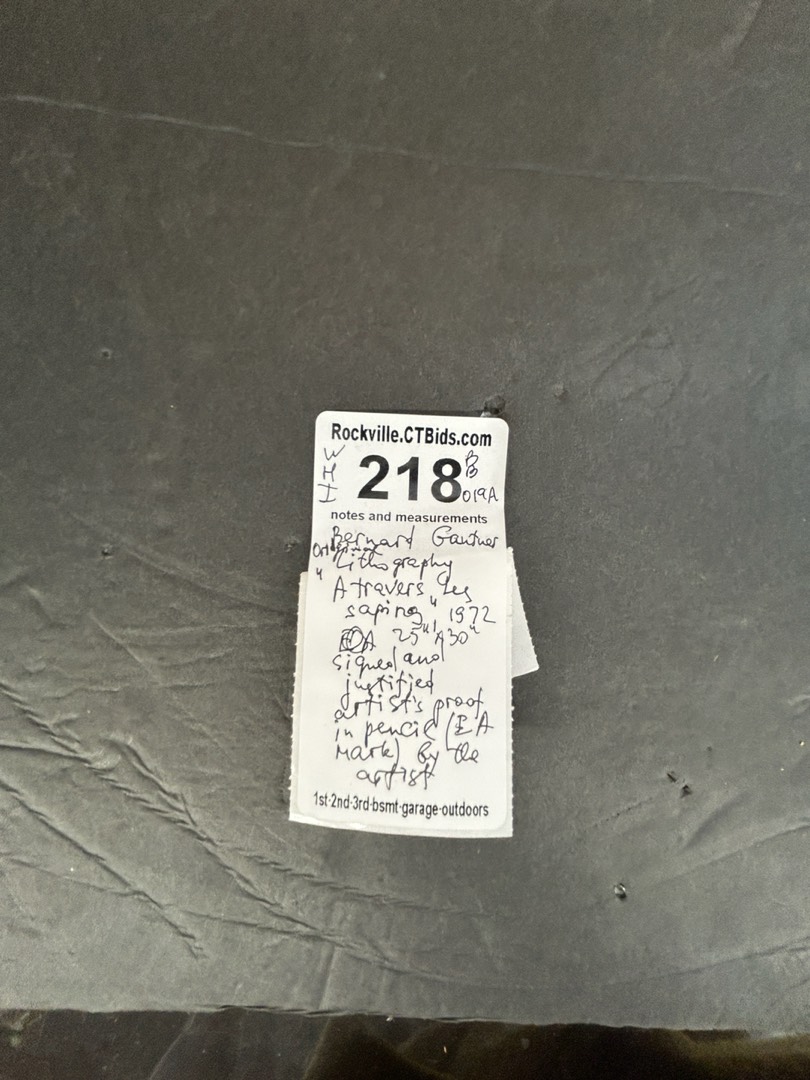 Rockville.CTBids.com
W
H
I
218
B
B
019A
notes and measurements
Bernard Gantner
Original
"Lithography
"A travers les
sapins" 1972
EA 25" x 30"
signed and
justified
artist's proof
in pencil (EA
mark) by the
artist
1st·2nd·3rd·bsmt·garage·outdoors